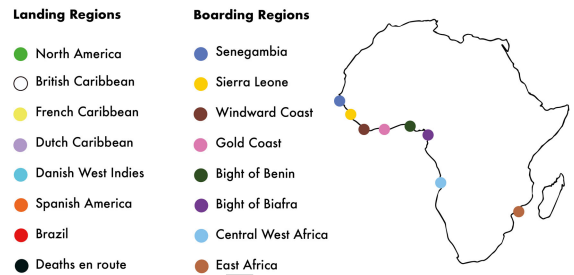 Landing Regions
North America
British Caribbean
French Caribbean
Dutch Caribbean
Danish West Indies
Spanish America
Brazil
Deaths en route
Boarding Regions
Senegambia
Sierra Leone
Windward Coast
Gold Coast
Bight of Benin
Bight of Biafra
Central West Africa
East Africa